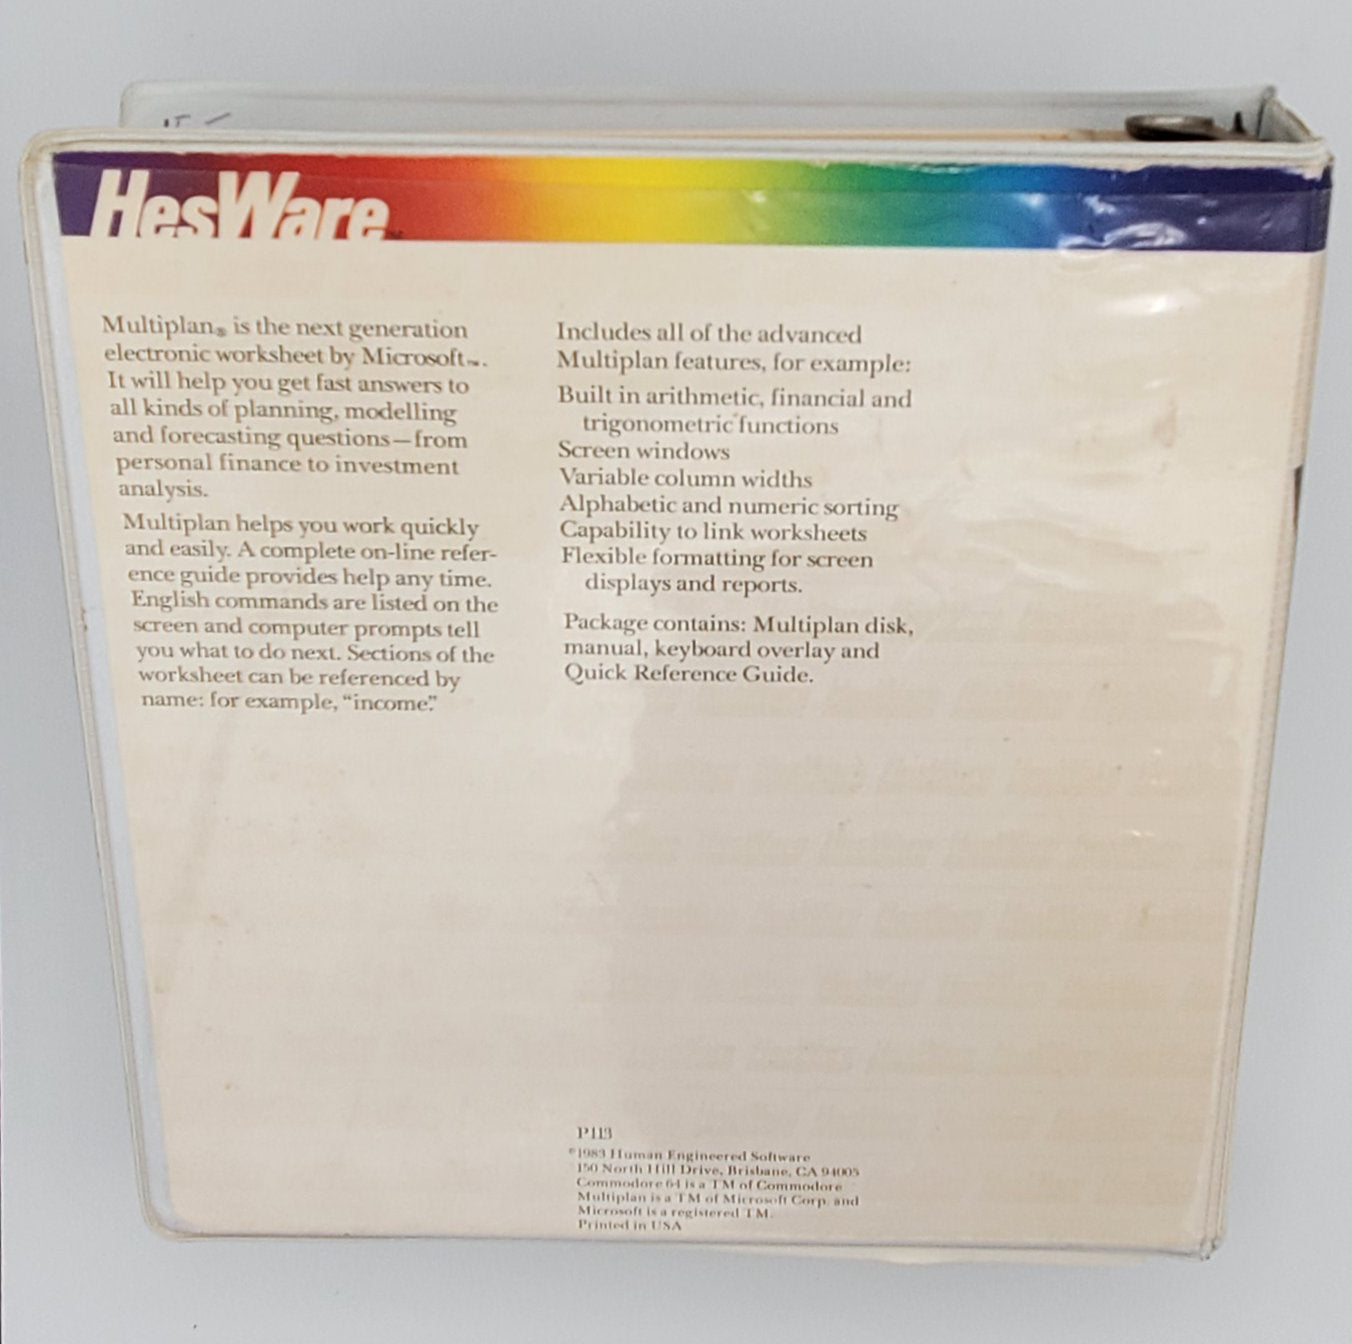 HesWare
Multiplan® is the next generation
electronic worksheet by Microsoft™.
It will help you get fast answers to
all kinds of planning, modelling
and forecasting questions—from
personal finance to investment
analysis.
Multiplan helps you work quickly
and easily. A complete on-line refer-
ence guide provides help any time.
English commands are listed on the
screen and computer prompts tell
you what to do next. Sections of the
worksheet can be referenced by
name: for example, “income.”
Includes all of the advanced
Multiplan features, for example:
Built in arithmetic, financial and
trigonometric functions
Screen windows
Variable column widths
Alphabetic and numeric sorting
Capability to link worksheets
Flexible formatting for screen
displays and reports.
Package contains: Multiplan disk,
manual, keyboard overlay and
Quick Reference Guide.
P113
©1983 Human Engineered Software
150 North Hill Drive, Brisbane, CA 94005
Commodore 64 is a TM of Commodore
Multiplan is a TM of Microsoft Corp. and
Microsoft is a registered TM.
Printed in USA